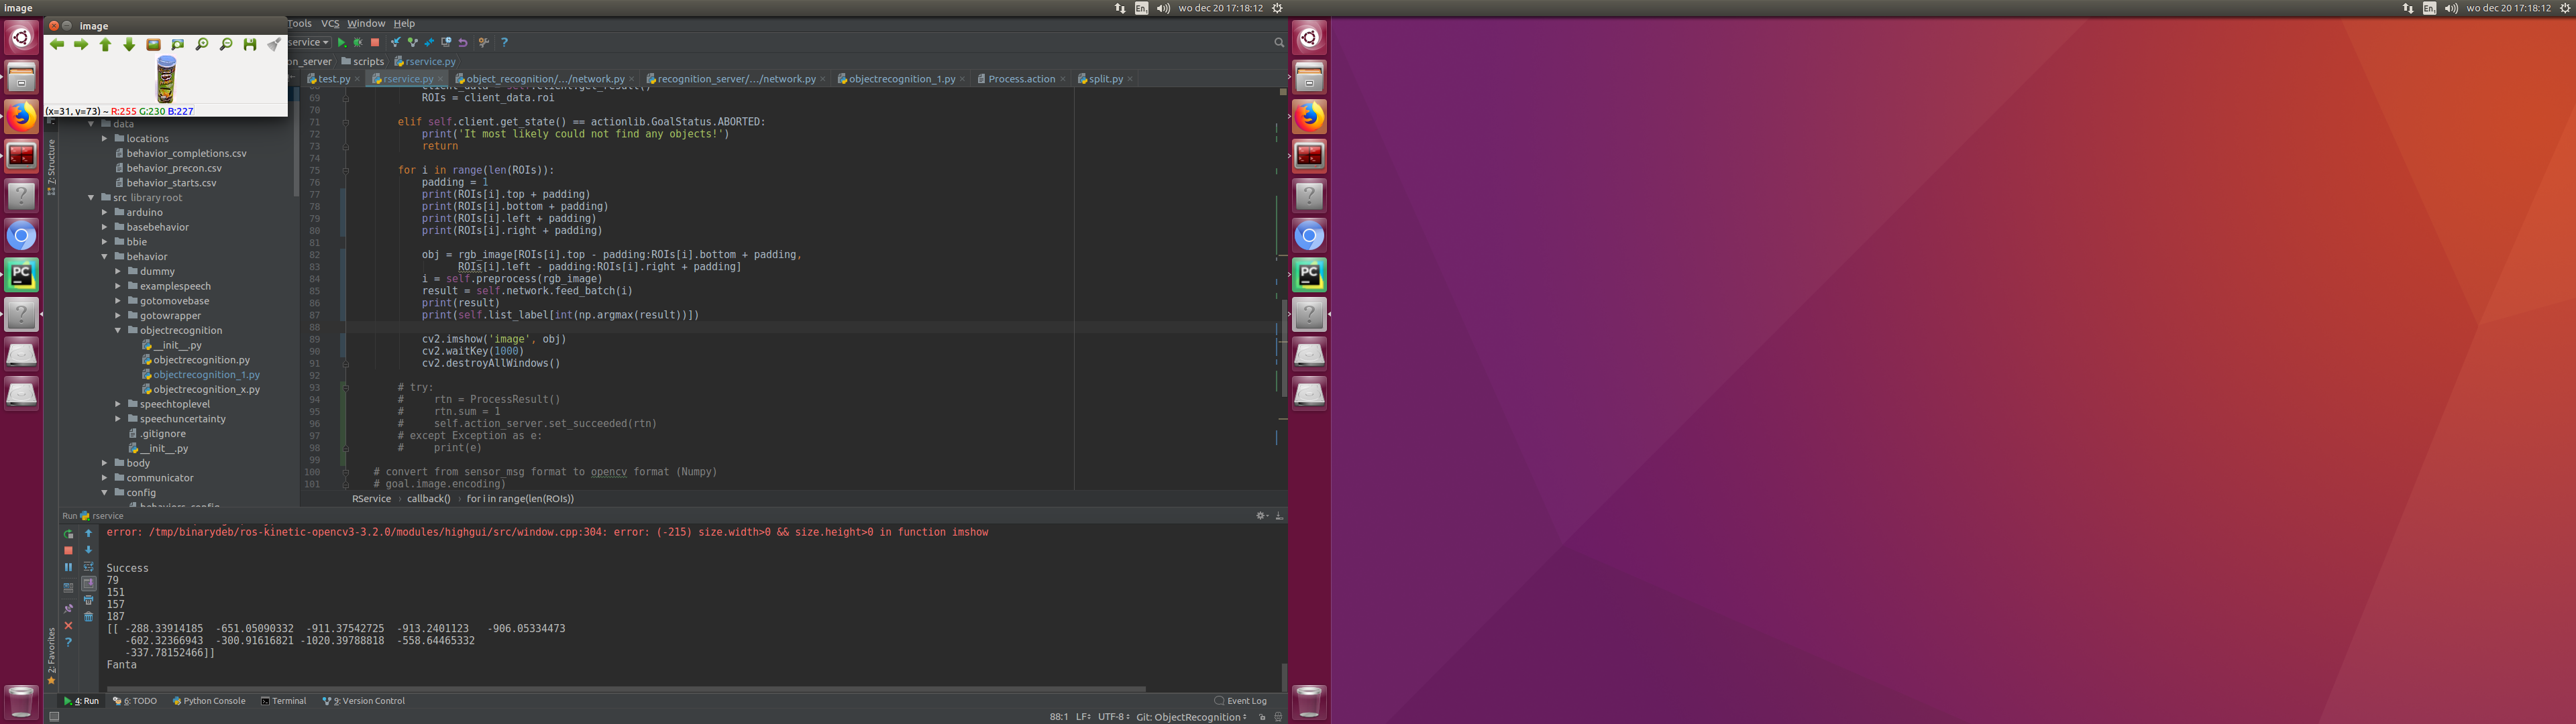 Image
En
wo dec 20 17:18:12
En
wo dec 20 17:18:12
image
Tools VCS Window Help
(x=31, y=73) ~ R:255 G:230 B:227
service
on_server scripts rservice.py
test.py rservice.py object_recognition/.../network.py recognition_server/.../network.py objectrecognition_1.py Process.action split.py
7: Structure
data
locations
behavior_completions.csv
behavior_precon.csv
behavior_starts.csv
src library root
arduino
basebehavior
bbie
behavior
dummy
examplespeech
gotomovebase
gotowrapper
objectrecognition
__init__.py
objectrecognition.py
objectrecognition_1.py
objectrecognition_x.py
speechtoplevel
speechuncertainty
.gitignore
__init__.py
body
communicator
config
behaviors_config
68 client_data = self.client.get_result()
69 ROIs = client_data.roi
70
71 elif self.client.get_state() == actionlib.GoalStatus.ABORTED:
72 print('It most likely could not find any objects!')
73 return
74
75 for i in range(len(ROIs)):
76 padding = 1
77 print(ROIs[i].top + padding)
78 print(ROIs[i].bottom + padding)
79 print(ROIs[i].left + padding)
80 print(ROIs[i].right + padding)
81
82 obj = rgb_image[ROIs[i].top - padding:ROIs[i].bottom + padding,
83 ROIs[i].left - padding:ROIs[i].right + padding]
84 i = self.preprocess(rgb_image)
85 result = self.network.feed_batch(i)
86 print(result)
87 print(self.list_label[int(np.argmax(result))])
88
89 cv2.imshow('image', obj)
90 cv2.waitKey(1000)
91 cv2.destroyAllWindows()
92
93 # try:
94 # rtn = ProcessResult()
95 # rtn.sum = 1
96 # self.action_server.set_succeeded(rtn)
97 # except Exception as e:
98 # print(e)
99
100 # convert from sensor_msg format to opencv format (Numpy)
101 # goal.image.encoding)
RService callback() for i in range(len(ROIs))
Run rservice
error: /tmp/binarydeb/ros-kinetic-opencv3-3.2.0/modules/highgui/src/window.cpp:304: error: (-215) size.width>0 && size.height>0 in function imshow
Success
79
151
157
187
[[ -288.33914185 -651.05090332 -911.37542725 -913.2401123 -906.05334473
-602.32366943 -300.91616821 -1020.39788818 -558.64465332
-337.78152466]]
Fanta
2: Favorites
4: Run 6: TODO Python Console Terminal 9: Version Control Event Log
88:1 LF UTF-8 Git: ObjectRecognition